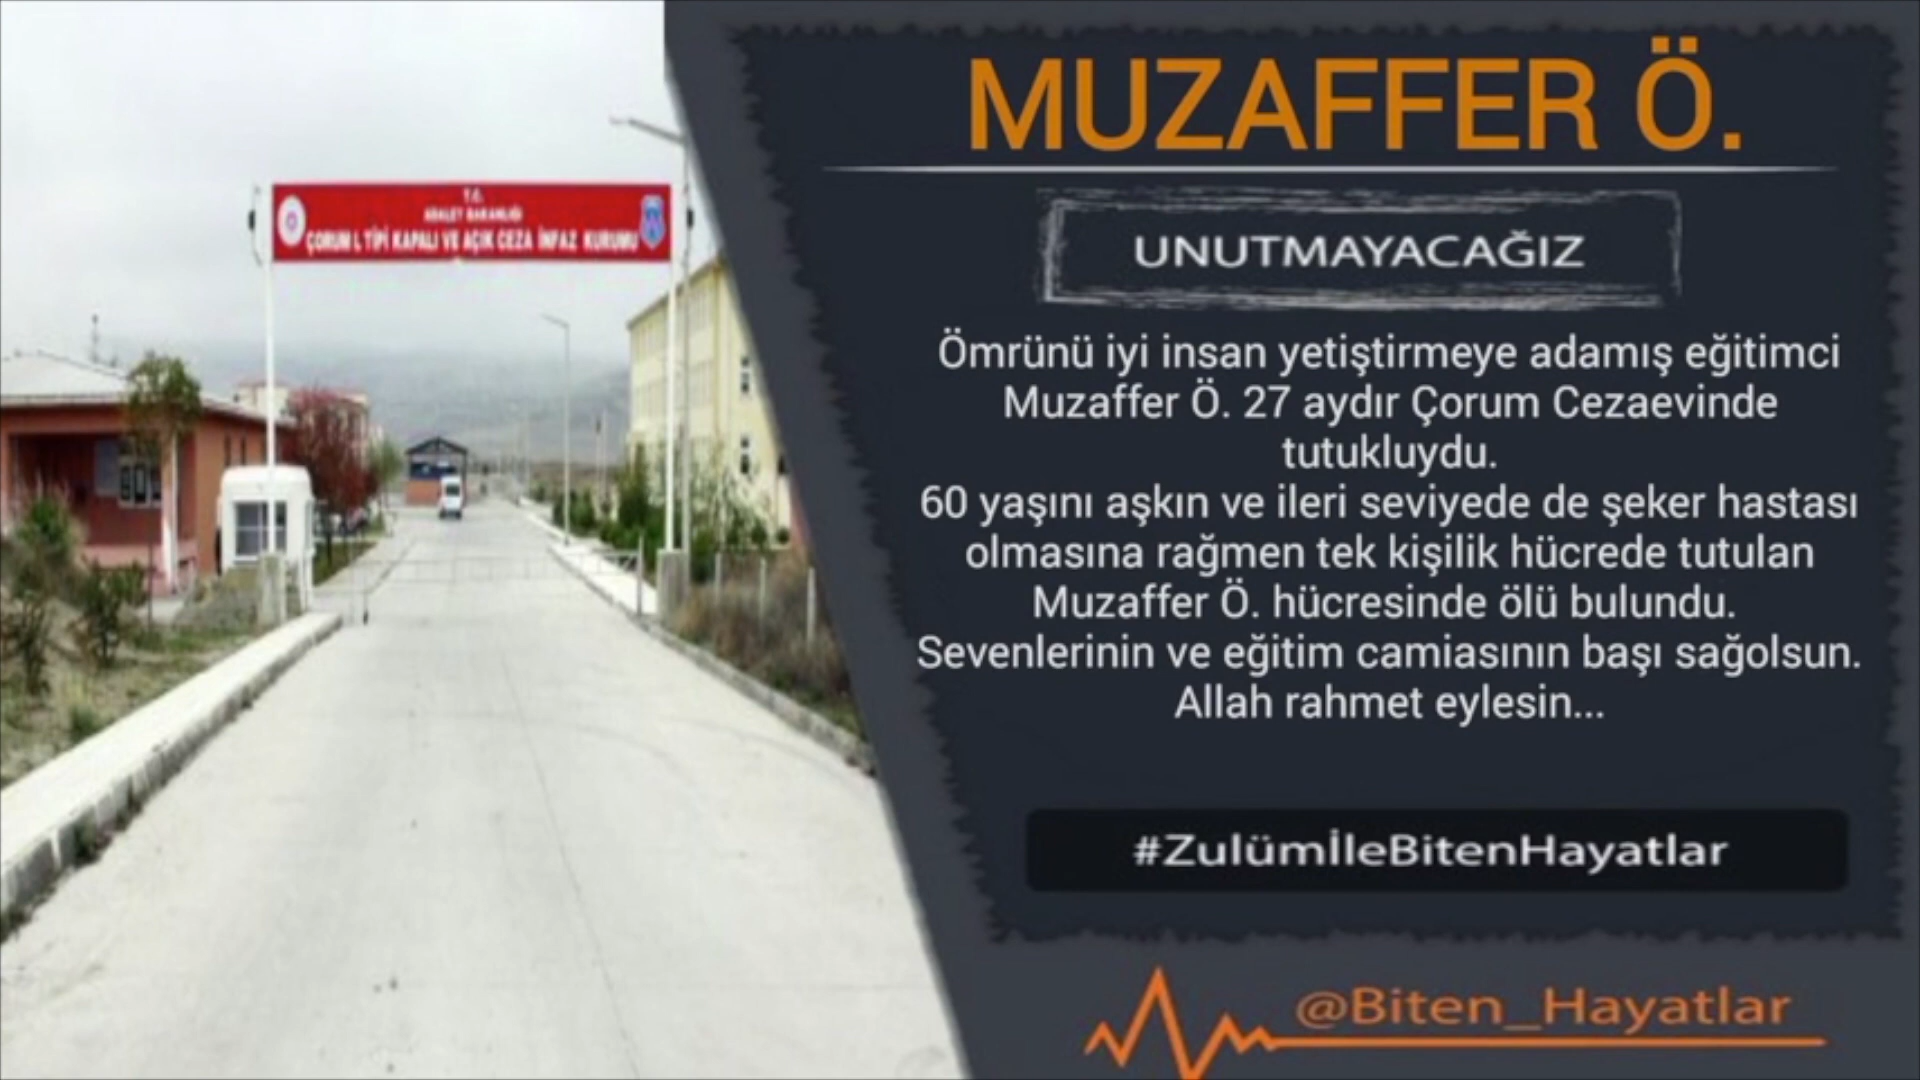 T.C.
ADALET BAKANLIĞI
ÇORUM L TİPİ KAPALI VE AÇIK CEZA İNFAZ KURUMU
MUZAFFER Ö.
UNUTMAYACAĞIZ
Ömrünü iyi insan yetiştirmeye adamış eğitimci
Muzaffer Ö. 27 aydır Çorum Cezaevinde
tutukluydu.
60 yaşını aşkın ve ileri seviyede de şeker hastası
olmasına rağmen tek kişilik hücrede tutulan
Muzaffer Ö. hücresinde ölü bulundu.
Sevenlerinin ve eğitim camiasının başı sağolsun.
Allah rahmet eylesin...
#ZulümİleBitenHayatlar
@Biten_Hayatlar